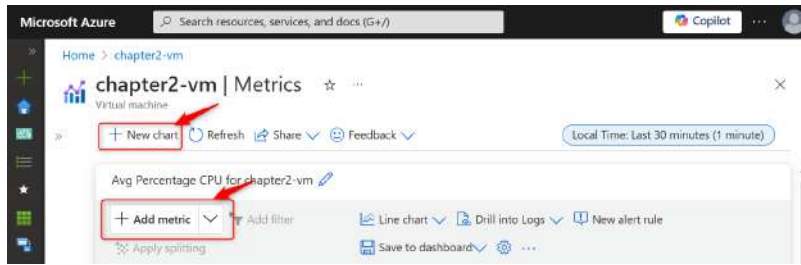 Microsoft Azure Search resources, services, and docs (G+/) Copilot ...
Home > chapter2-vm
chapter2-vm | Metrics ...
Virtual machine
+ New chart Refresh Share Feedback Local Time: Last 30 minutes (1 minute)
Avg Percentage CPU for chapter2-vm
+ Add metric Add filter Line chart Drill into Logs New alert rule
Apply splitting Save to dashboard ...